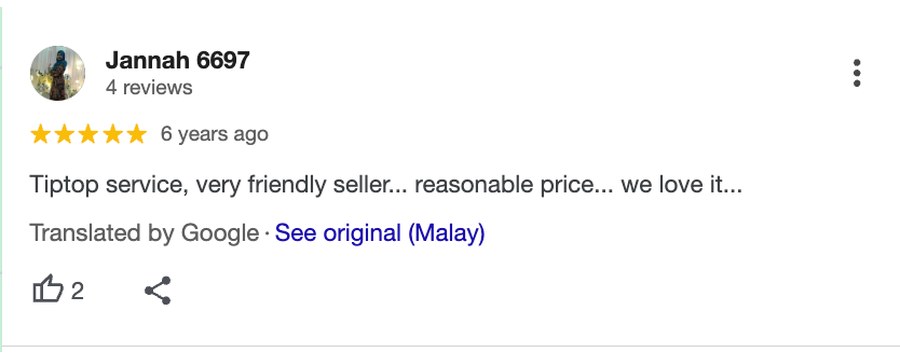 Jannah 6697
4 reviews
6 years ago
Tiptop service, very friendly seller... reasonable price... we love it...
Translated by Google · See original (Malay)
2